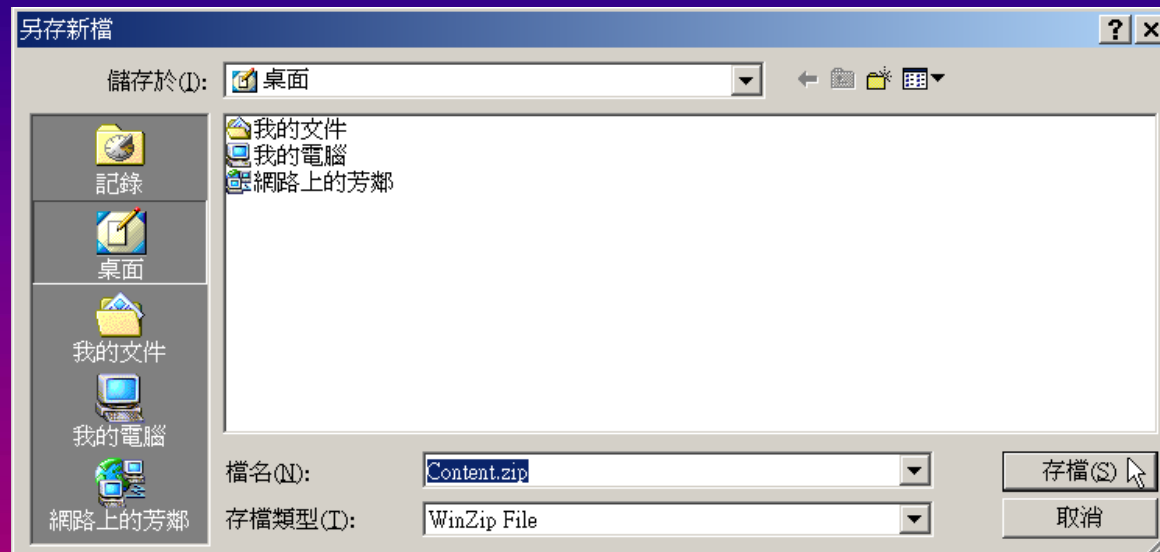 另存新檔
儲存於(I): 桌面
我的文件
我的電腦
網路上的芳鄰
記錄
桌面
我的文件
我的電腦
網路上的芳鄰
檔名(N): Content.zip 存檔(S)
存檔類型(T): WinZip File 取消